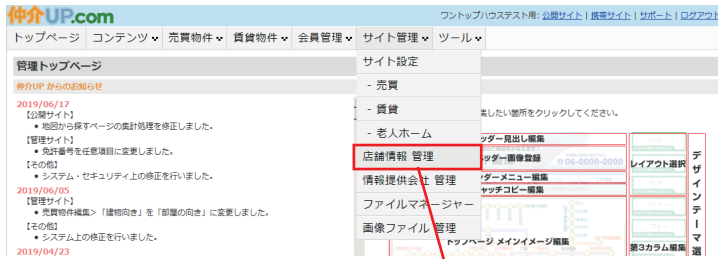 仲介UP.com
ワントップハウステスト用: 公開サイト | 携帯サイト | サポート | ログアウト
トップページ コンテンツ 売買物件 賃貸物件 会員管理 サイト管理 ツール
管理トップページ
仲介UP からのお知らせ
2019/06/17
【公開サイト】
• 地図から探すページの集計処理を修正しました。
【管理サイト】
• 免許番号を任意項目に変更しました。
【その他】
• システム・セキュリティ上の修正を行いました。
2019/06/05
【管理サイト】
• 売買物件編集> 「建物向き」を「部屋の向き」に変更しました。
【その他】
• システム上の修正を行いました。
2019/04/23
サイト設定
- 売買
- 賃貸
- 老人ホーム
店舗情報 管理
情報提供会社 管理
ファイルマネージャー
画像ファイル 管理
集したい箇所をクリックしてください。
ッダー見出し編集
ッダー画像登録
06-0000-0000
ダーメニュー編集
ャッチコピー編集
トップページ メインイメージ編集
レイアウト選択
第3カラム編集
デザインテーマ選